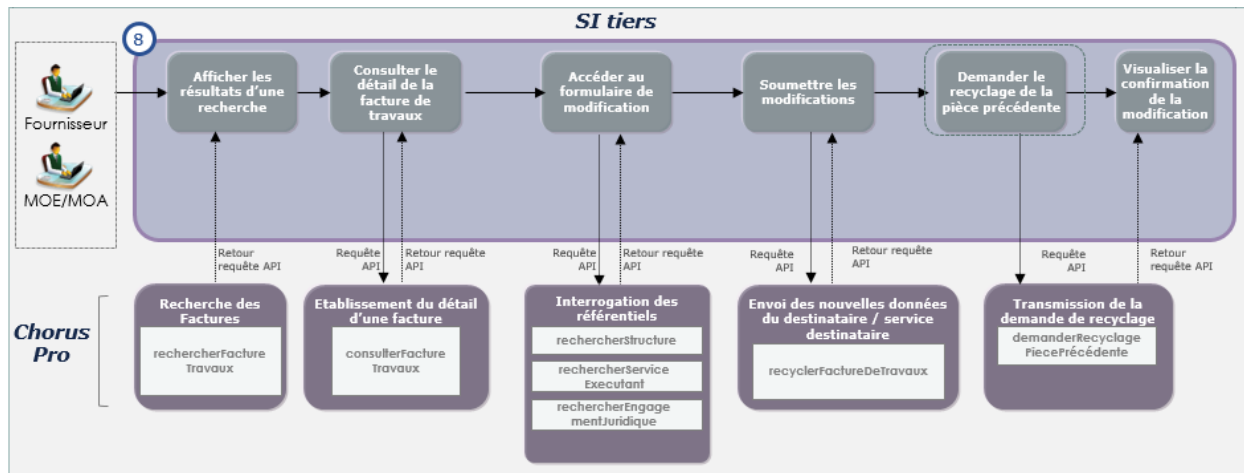 SI tiers
8
Fournisseur
MOE/MOA
Afficher les
résultats d'une
recherche
Consulter le
détail de la
facture de
travaux
Accéder au
formulaire de
modification
Soumettre les
modifications
Demander le
recyclage de la
pièce précédente
Visualiser la
confirmation
de la
modification
Retour
requête API
Requête
API
Retour requête
API
Requête
API
Retour requête
API
Requête
API
Retour requête
API
Requête
API
Retour
requête API
Chorus
Pro
Recherche des
Factures
rechercherFacture
Travaux
Etablissement du détail
d'une facture
consulterFacture
Travaux
Interrogation des
référentiels
rechercherStructure
rechercherService
Executant
rechercherEngage
mentJuridique
Envoi des nouvelles données
du destinataire / service
destinataire
recyclerFactureDeTravaux
Transmission de la
demande de recyclage
demanderRecyclage
PiecePrécédente